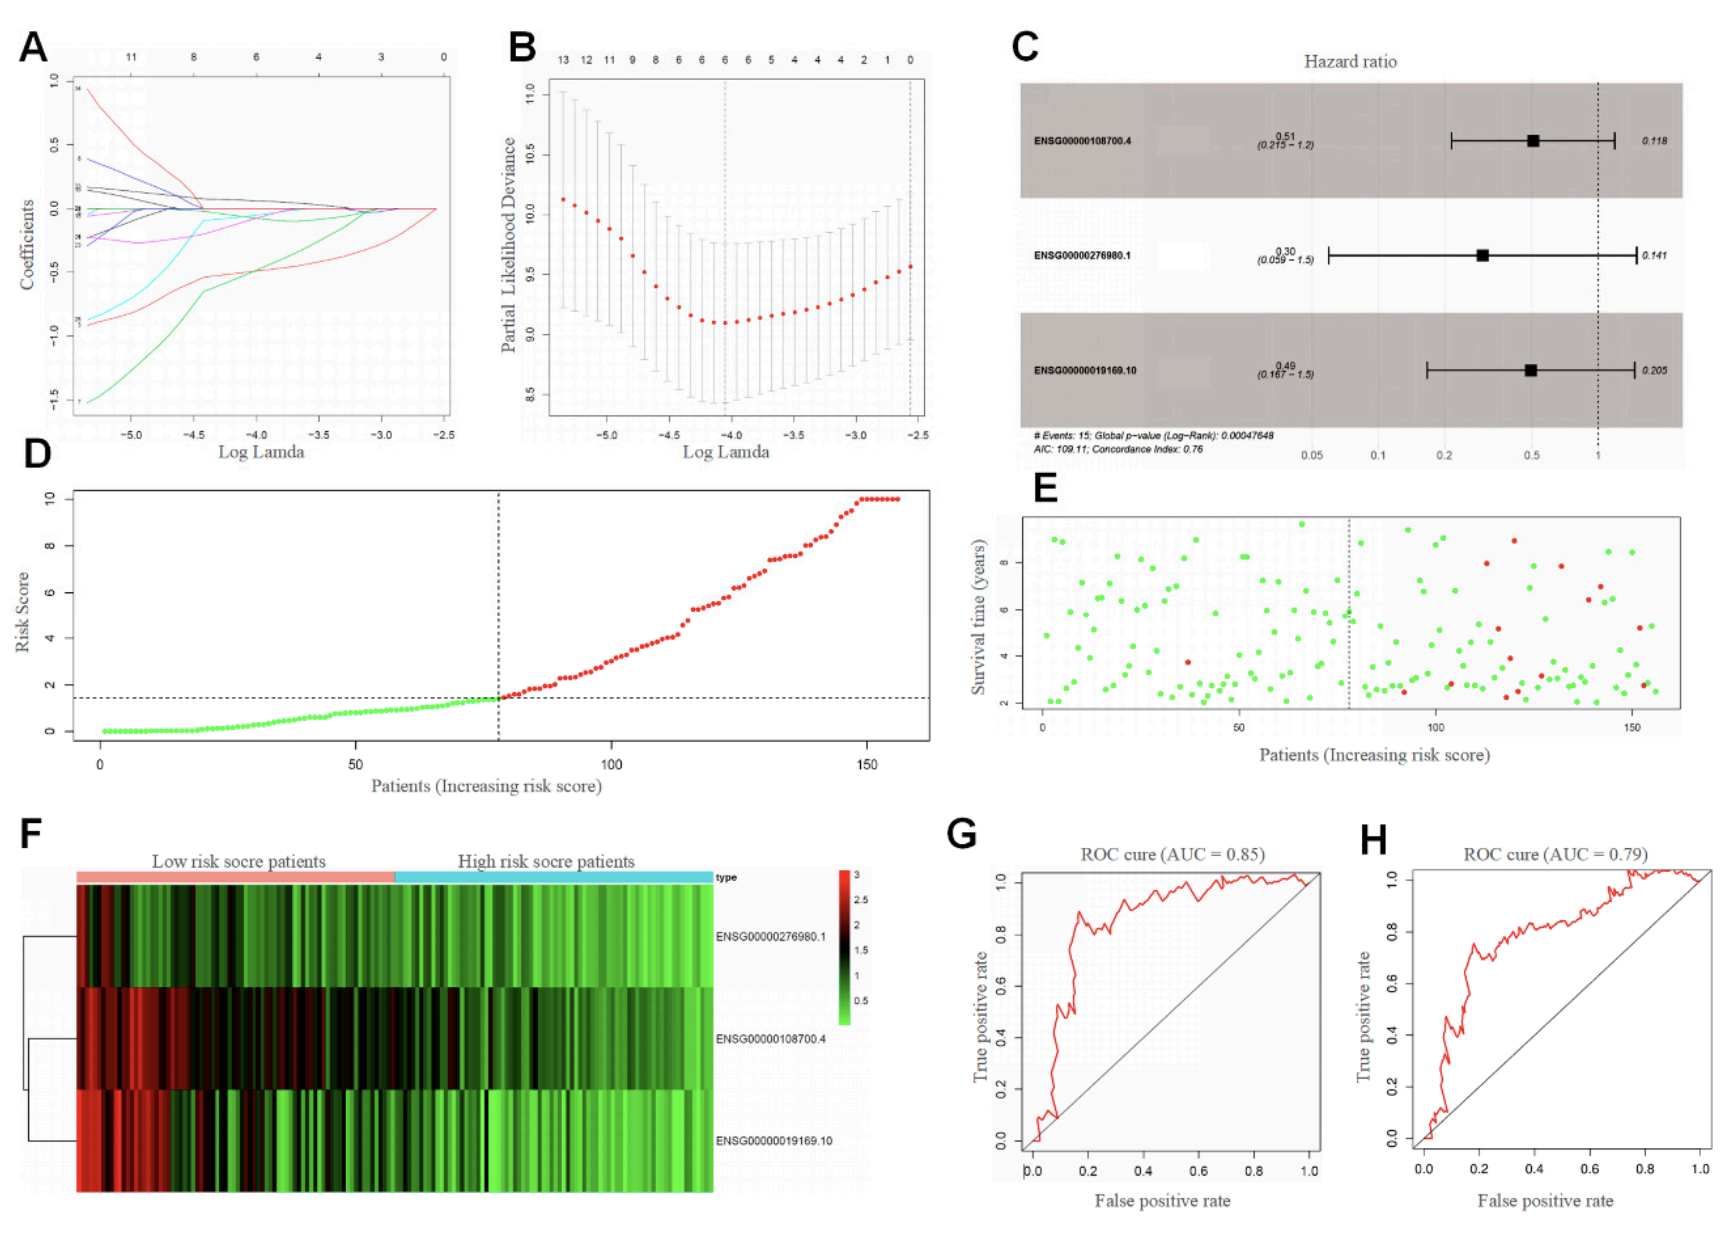 A
11 8 6 4 3 0
1.0
0.5
0.0
−0.5
−1.0
−1.5
Coefficients
−5.0 −4.5 −4.0 −3.5 −3.0 −2.5
Log Lamda
B
13 12 11 9 8 6 6 6 6 5 4 4 4 2 1 0
11.0
10.5
10.0
9.5
9.0
8.5
Partial Likelihood Deviance
−5.0 −4.5 −4.0 −3.5 −3.0 −2.5
Log Lamda
C
Hazard ratio
ENSG00000108700.4 0.51 0.118
(0.215 − 1.2)
ENSG00000276980.1 0.30 0.141
(0.059 − 1.5)
ENSG00000019169.10 0.49 0.205
(0.167 − 1.5)
# Events: 15; Global p−value (Log−Rank): 0.00047648
AIC: 109.11; Concordance Index: 0.76
0.05 0.1 0.2 0.5 1
D
10
8
6
4
2
0
Risk Score
0 50 100 150
Patients (Increasing risk score)
E
8
6
4
2
Survival time (years)
0 50 100 150
Patients (Increasing risk score)
F
Low risk socre patients High risk socre patients
type
ENSG00000276980.1
ENSG00000108700.4
ENSG00000019169.10
3
2.5
2
1.5
1
0.5
G
ROC cure (AUC = 0.85)
1.0
0.8
0.6
0.4
0.2
0.0
True positive rate
0.0 0.2 0.4 0.6 0.8 1.0
False positive rate
H
ROC cure (AUC = 0.79)
1.0
0.8
0.6
0.4
0.2
0.0
True positive rate
0.0 0.2 0.4 0.6 0.8 1.0
False positive rate